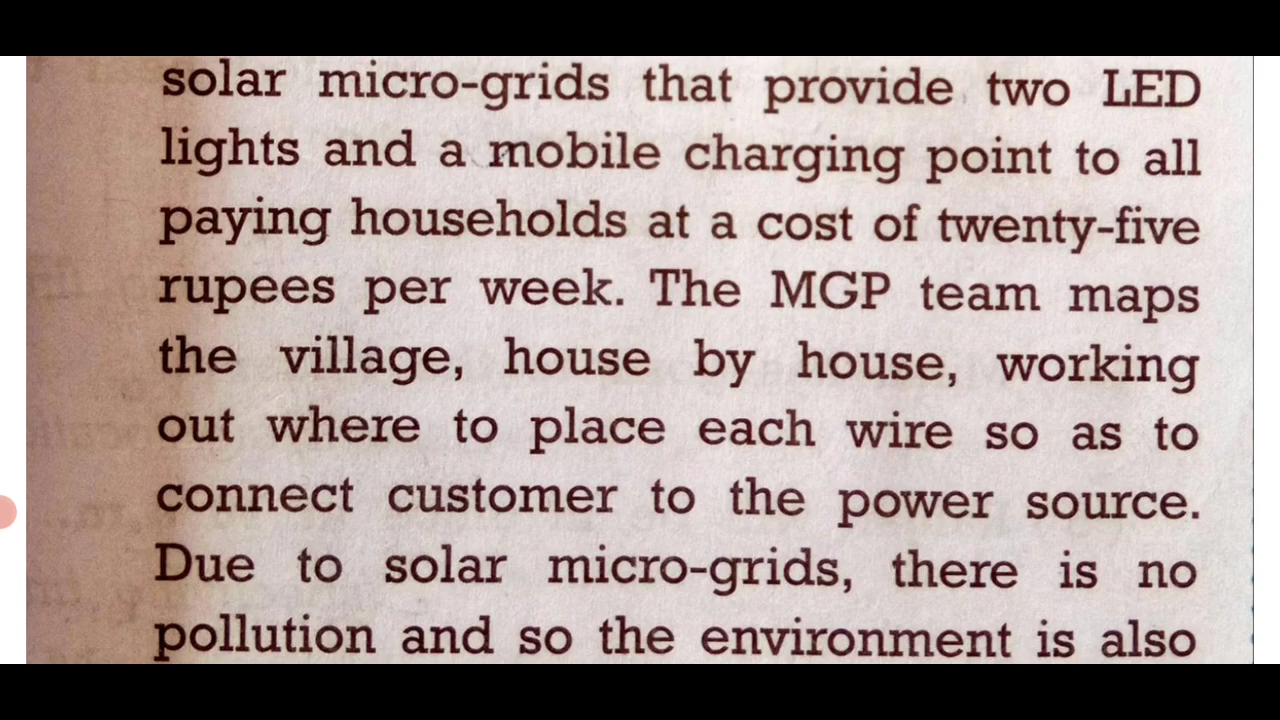 solar micro-grids that provide two LED
lights and a mobile charging point to all
paying households at a cost of twenty-five
rupees per week. The MGP team maps
the village, house by house, working
out where to place each wire so as to
connect customer to the power source.
Due to solar micro-grids, there is no
pollution and so the environment is also